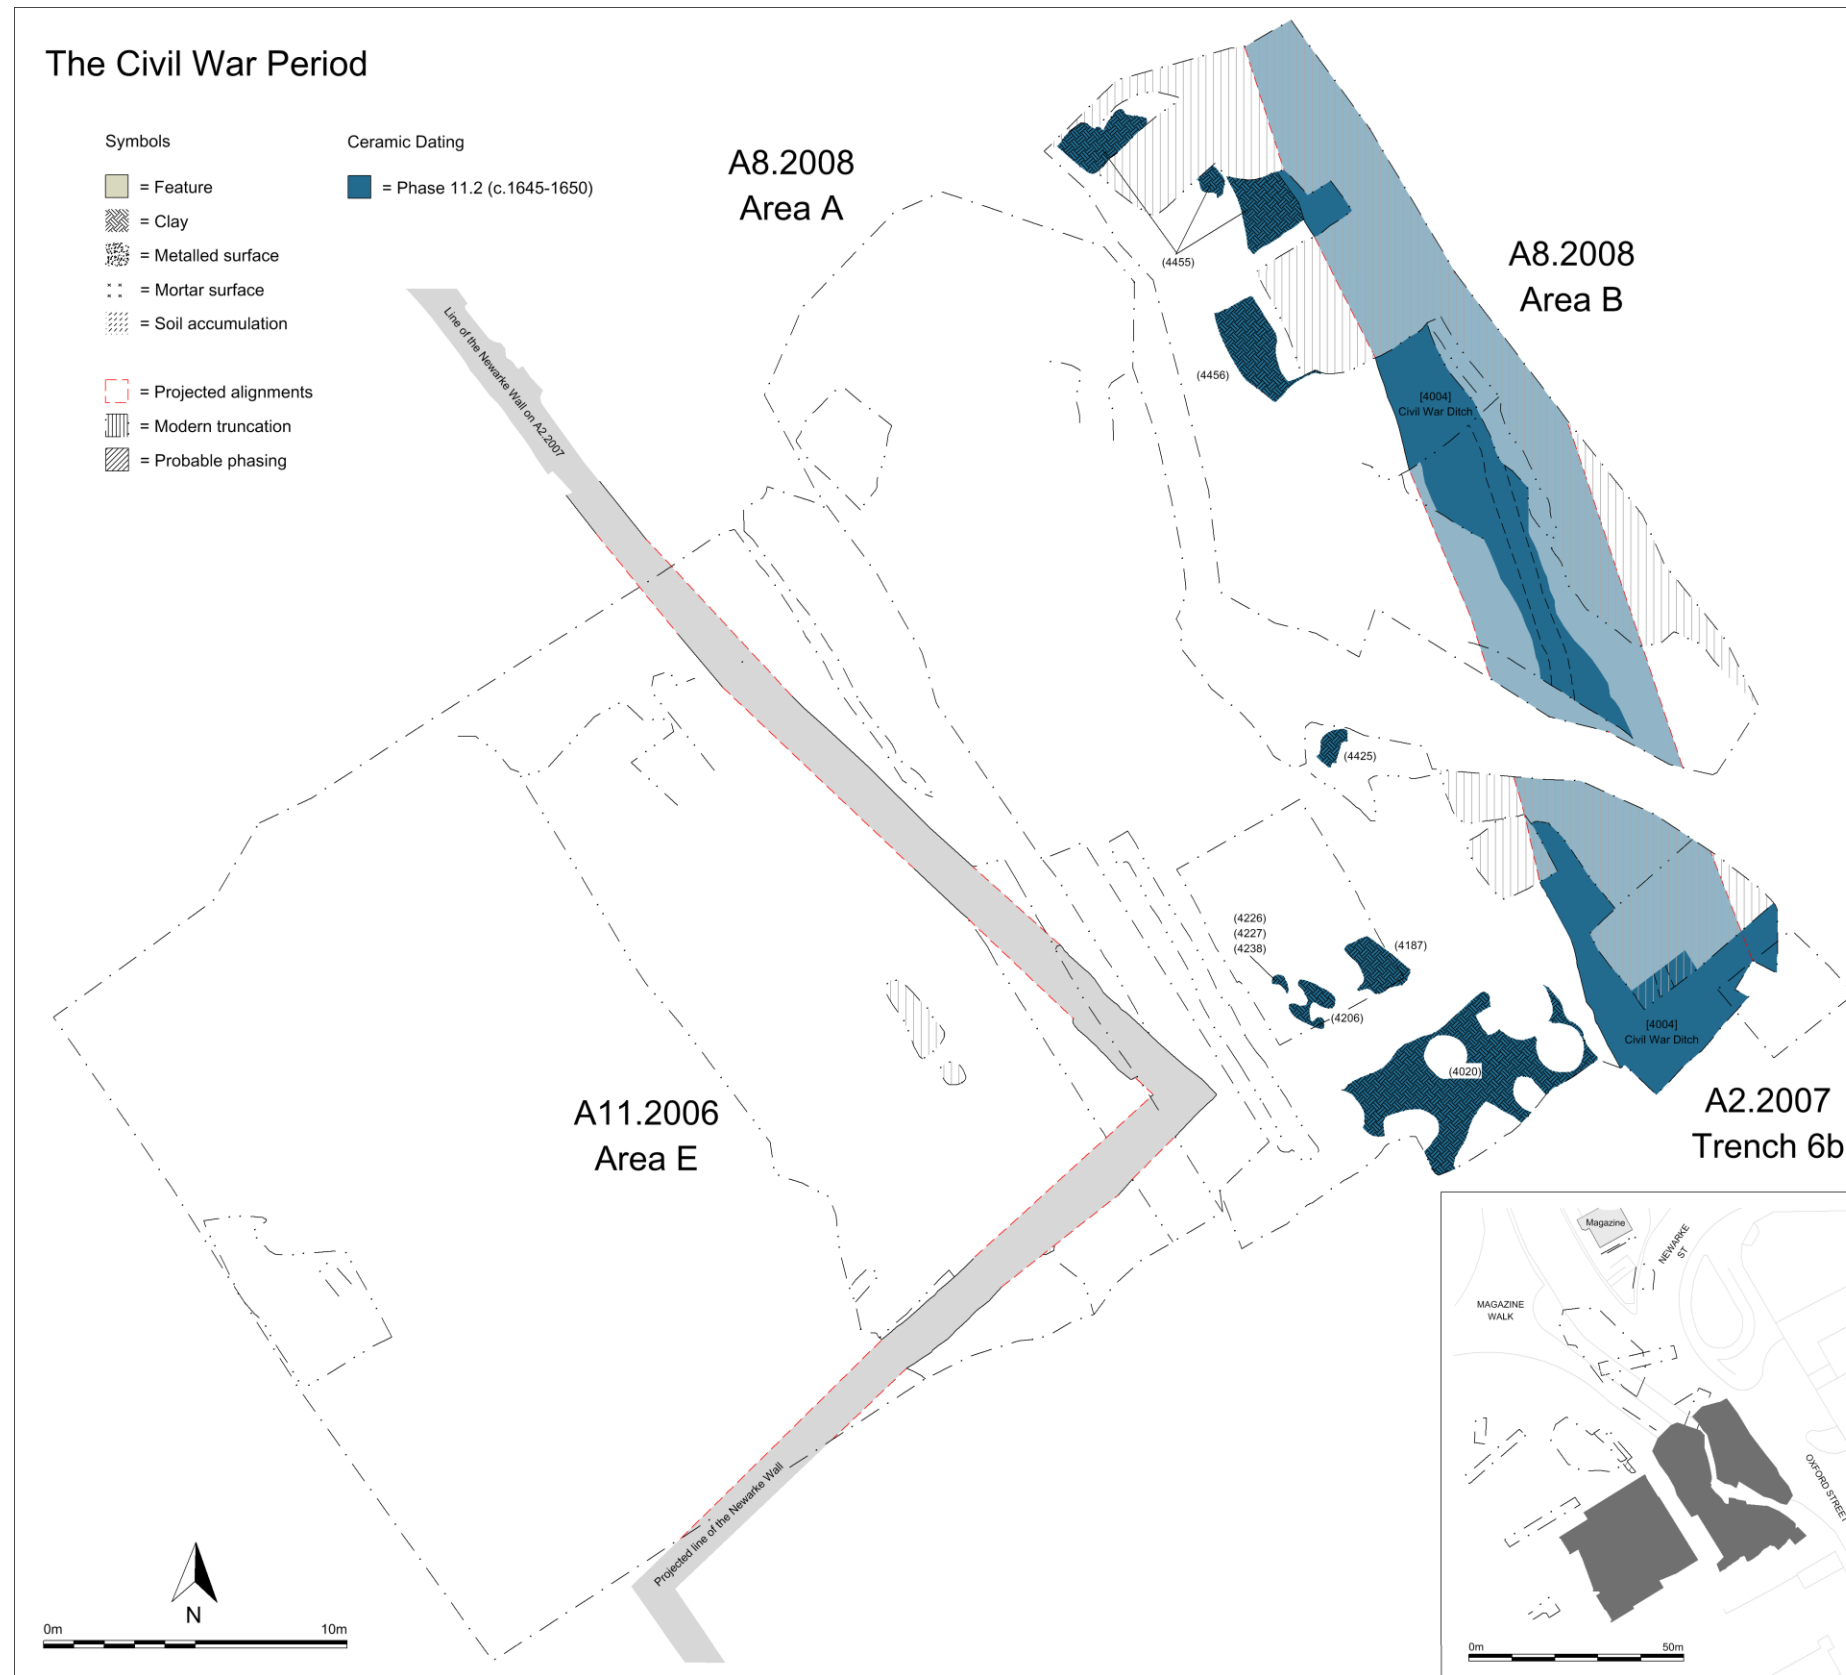 The Civil War Period
Symbols
= Feature
= Clay
= Metalled surface
= Mortar surface
= Soil accumulation
= Projected alignments
= Modern truncation
= Probable phasing
Ceramic Dating
= Phase 11.2 (c.1645-1650)
A8.2008
Area A
A8.2008
Area B
(4455)
(4456)
[4004]
Civil War Ditch
Line of the Newarke Wall on A2.2007
(4425)
(4226)
(4227)
(4238)
(4187)
(4206)
(4020)
[4004]
Civil War Ditch
A2.2007
Trench 6b
A11.2006
Area E
Projected line of the Newarke Wall
N
0m 10m
Magazine
NEWARKE
ST
MAGAZINE
WALK
OXFORD STREET
0m 50m